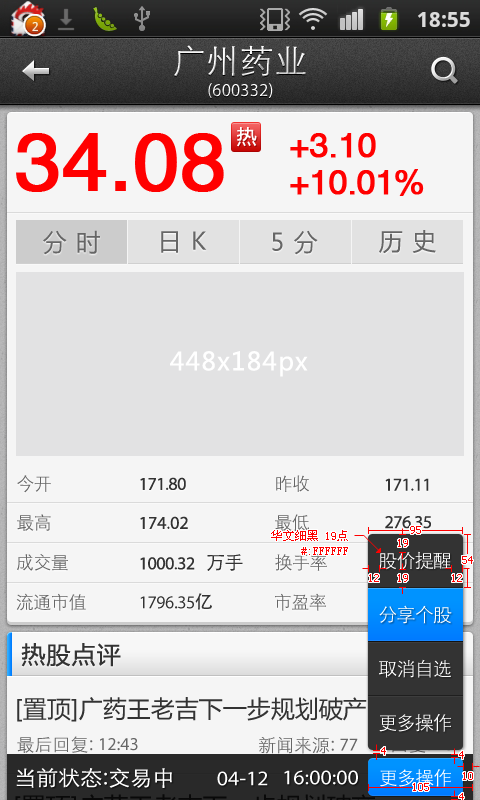 2 18:55
广州药业
(600332)
34.08 热 +3.10
+10.01%
分时 日K 5分 历史
448x184px
今开 171.80 昨收 171.11
最高 174.02 最低 276.35
95
华文细黑 19点 19
#:FFFFFF
股价提醒 54
成交量 1000.32 万手 换手率
12 19 12
流通市值 1796.35亿 市盈率
分享个股
热股点评
取消自选
[置顶]广药王老吉下一步规划破产
更多操作
最后回复: 12:43 新闻来源: 77
4 4
当前状态:交易中 04-12 16:00:00 更多操作 10
105
4